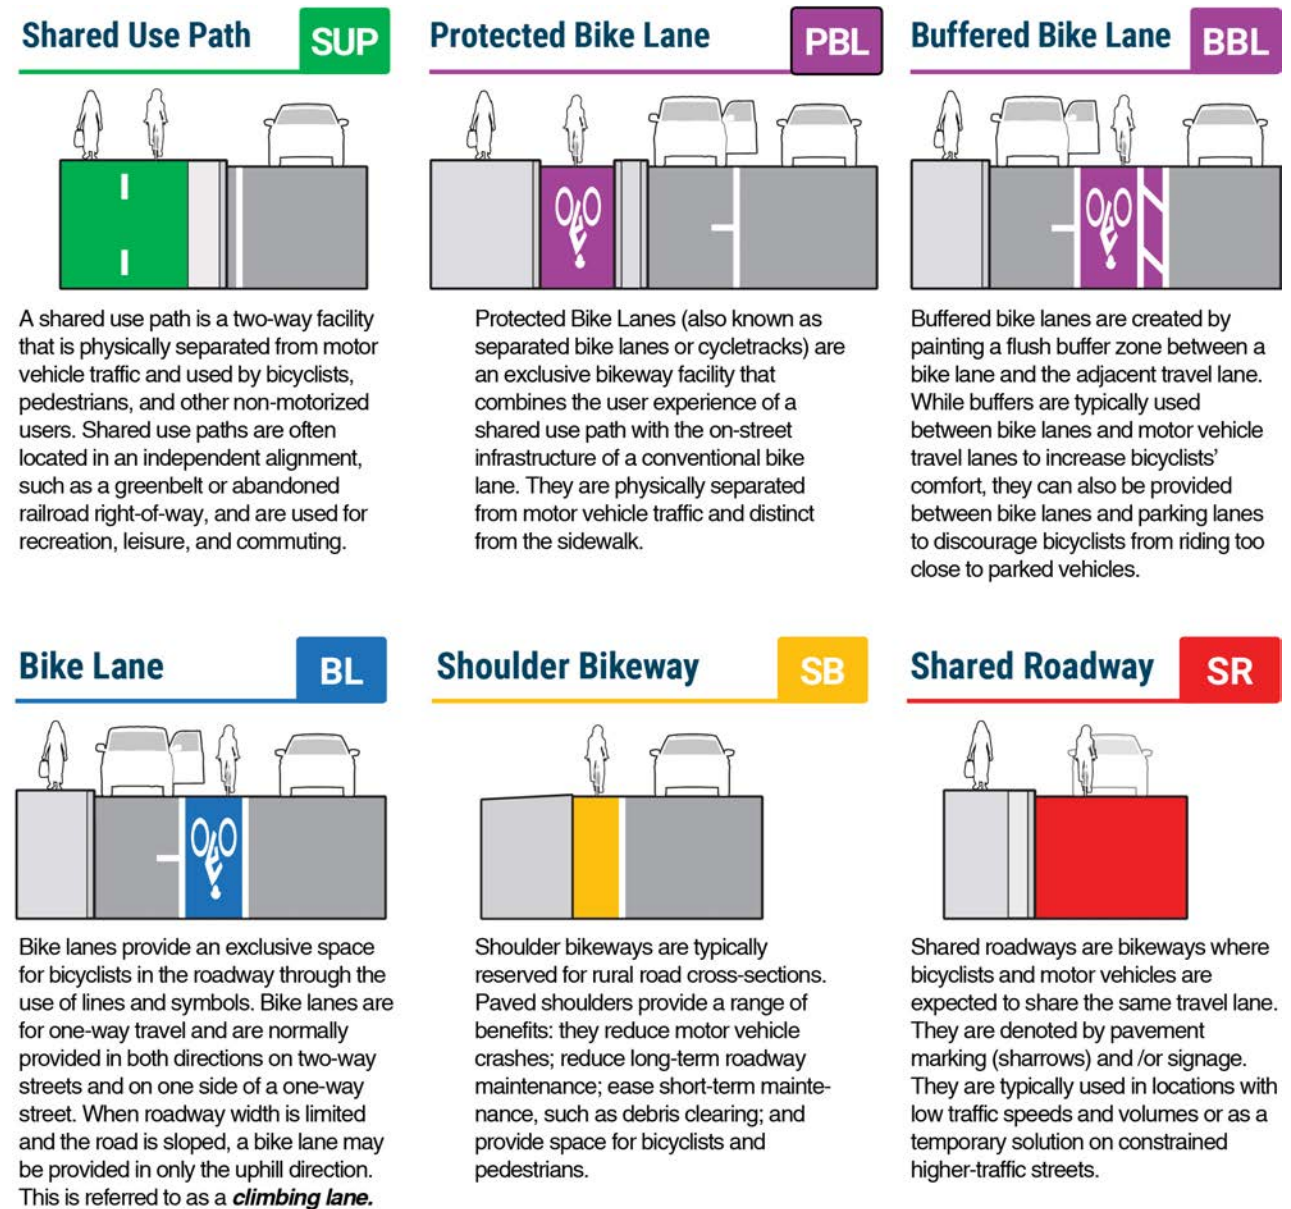 Shared Use Path SUP
A shared use path is a two-way facility
that is physically separated from motor
vehicle traffic and used by bicyclists,
pedestrians, and other non-motorized
users. Shared use paths are often
located in an independent alignment,
such as a greenbelt or abandoned
railroad right-of-way, and are used for
recreation, leisure, and commuting.
Protected Bike Lane PBL
Protected Bike Lanes (also known as
separated bike lanes or cycletracks) are
an exclusive bikeway facility that
combines the user experience of a
shared use path with the on-street
infrastructure of a conventional bike
lane. They are physically separated
from motor vehicle traffic and distinct
from the sidewalk.
Buffered Bike Lane BBL
Buffered bike lanes are created by
painting a flush buffer zone between a
bike lane and the adjacent travel lane.
While buffers are typically used
between bike lanes and motor vehicle
travel lanes to increase bicyclists'
comfort, they can also be provided
between bike lanes and parking lanes
to discourage bicyclists from riding too
close to parked vehicles.
Bike Lane BL
Bike lanes provide an exclusive space
for bicyclists in the roadway through the
use of lines and symbols. Bike lanes are
for one-way travel and are normally
provided in both directions on two-way
streets and on one side of a one-way
street. When roadway width is limited
and the road is sloped, a bike lane may
be provided in only the uphill direction.
This is referred to as a climbing lane.
Shoulder Bikeway SB
Shoulder bikeways are typically
reserved for rural road cross-sections.
Paved shoulders provide a range of
benefits: they reduce motor vehicle
crashes; reduce long-term roadway
maintenance; ease short-term mainte-
nance, such as debris clearing; and
provide space for bicyclists and
pedestrians.
Shared Roadway SR
Shared roadways are bikeways where
bicyclists and motor vehicles are
expected to share the same travel lane.
They are denoted by pavement
marking (sharrows) and /or signage.
They are typically used in locations with
low traffic speeds and volumes or as a
temporary solution on constrained
higher-traffic streets.